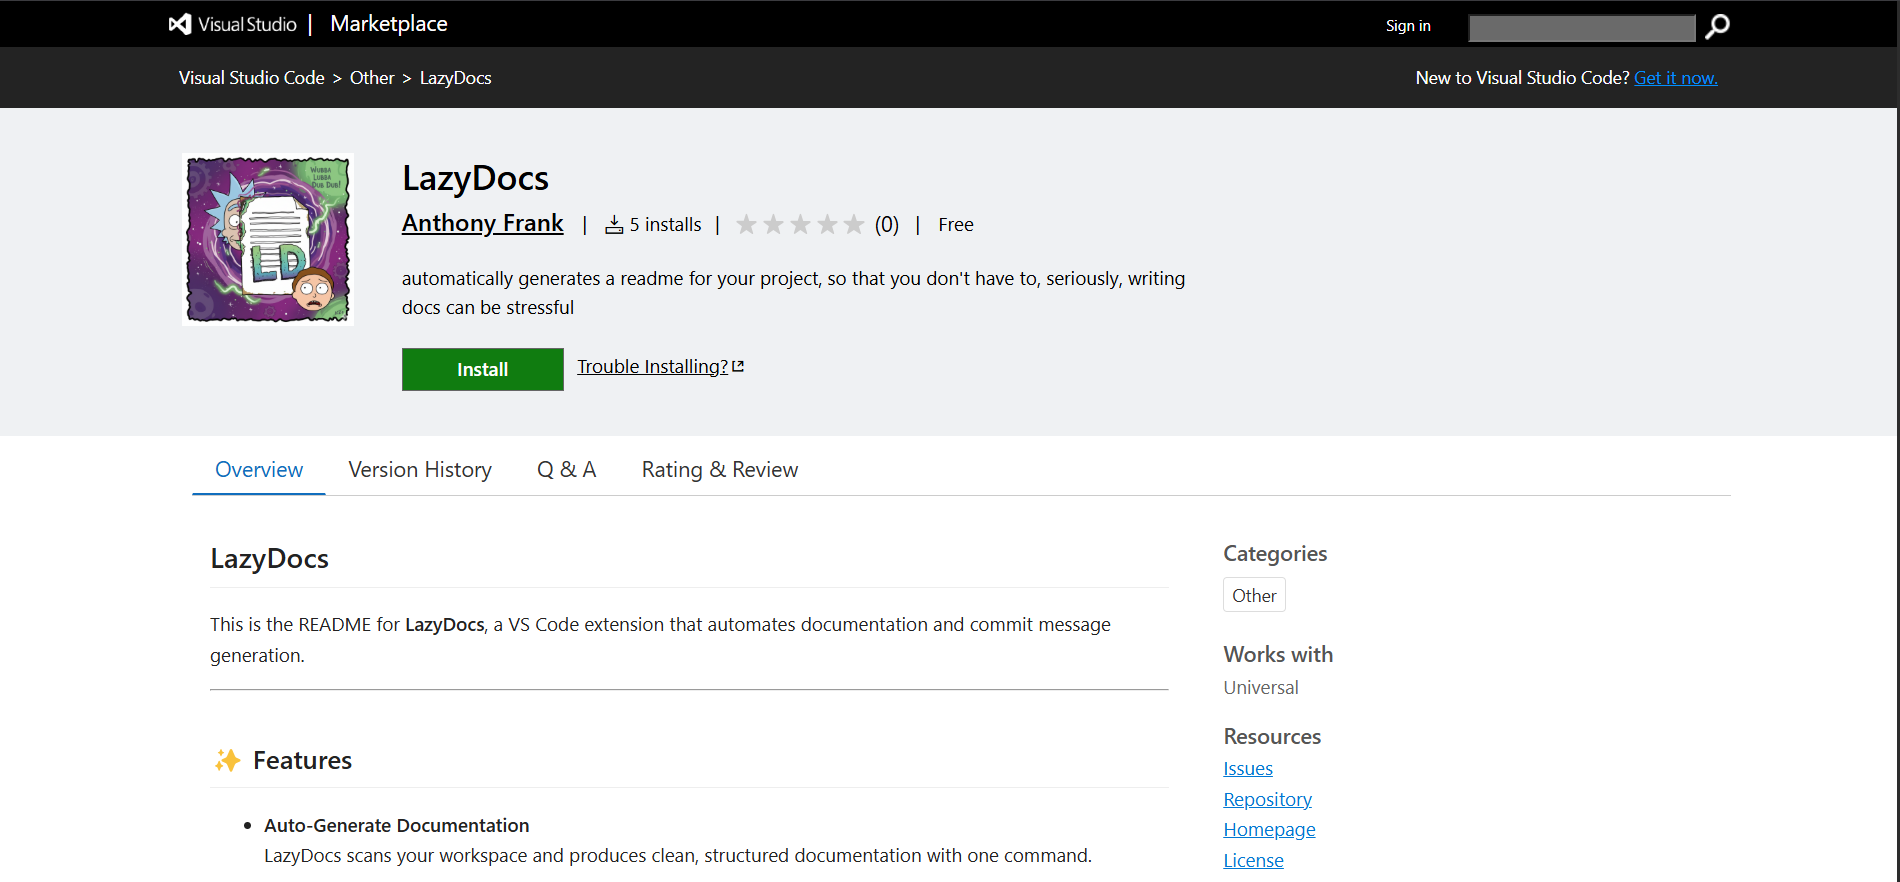 Visual Studio | Marketplace
Sign in
Visual Studio Code > Other > LazyDocs
New to Visual Studio Code? Get it now.
WUBBA
LUBBA
DUB DUB!
LD
LazyDocs
Anthony Frank | 5 installs | (0) | Free
automatically generates a readme for your project, so that you don't have to, seriously, writing
docs can be stressful
Install
Trouble Installing?
Overview
Version History
Q & A
Rating & Review
LazyDocs
This is the README for LazyDocs, a VS Code extension that automates documentation and commit message
generation.
✨ Features
• Auto-Generate Documentation
LazyDocs scans your workspace and produces clean, structured documentation with one command.
Categories
Other
Works with
Universal
Resources
Issues
Repository
Homepage
License